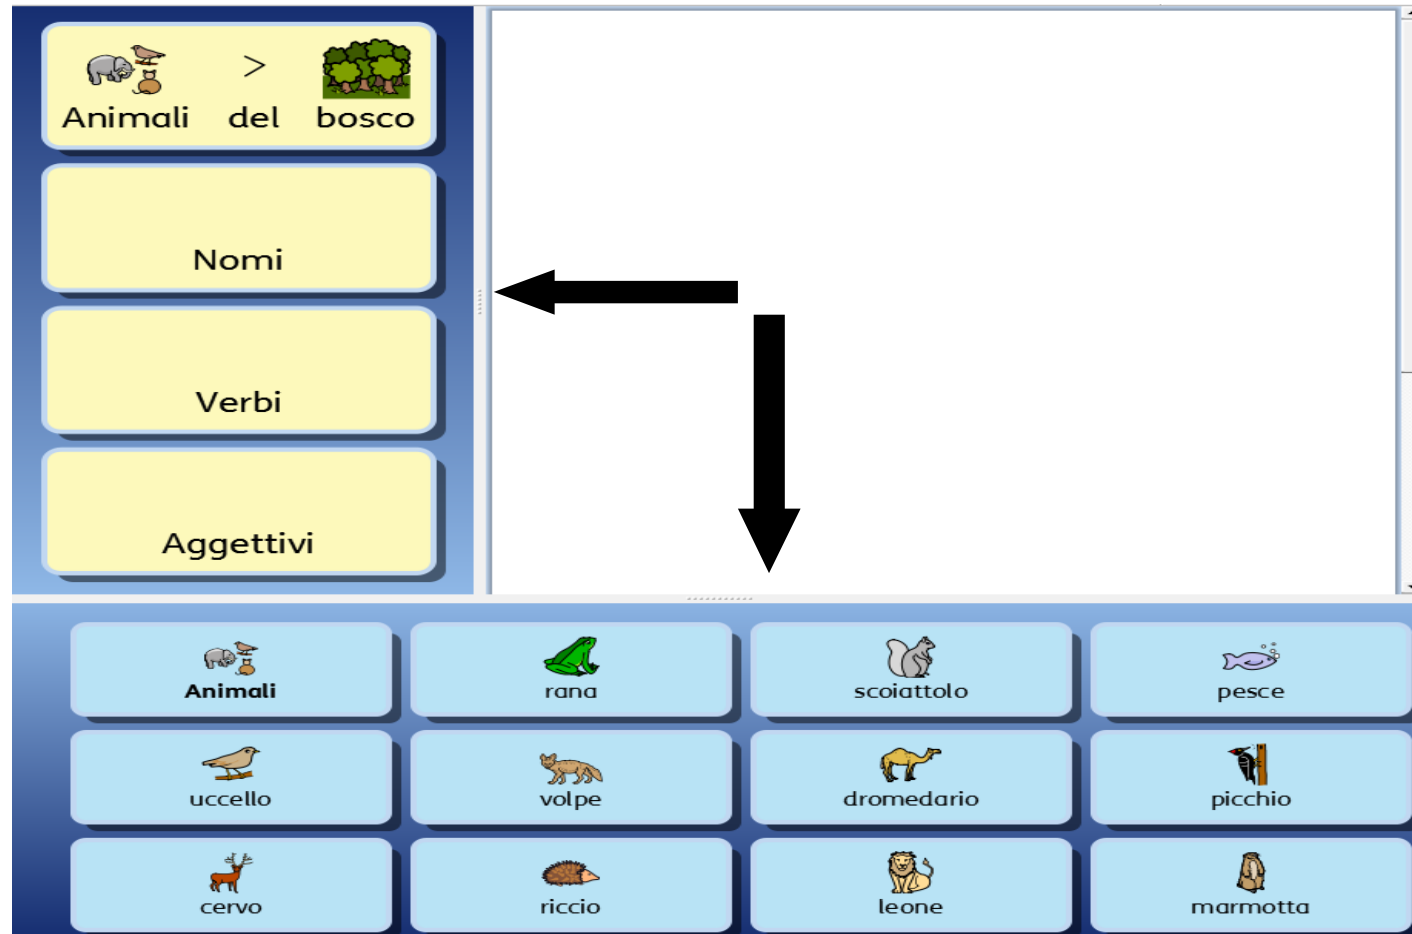 Animali del bosco
Nomi
Verbi
Aggettivi
Animali rana scoiattolo pesce
uccello volpe dromedario picchio
cervo riccio leone marmotta